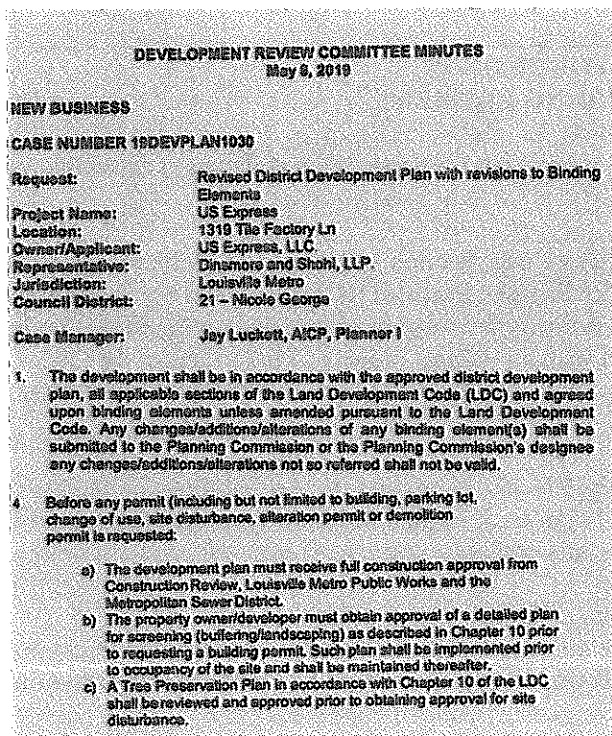 DEVELOPMENT REVIEW COMMITTEE MINUTES
May 8, 2019
NEW BUSINESS
CASE NUMBER 19DEVPLAN1030
Request: Revised District Development Plan with revisions to Binding
Elements
Project Name: US Express
Location: 1319 Tile Factory Ln
Owner/Applicant: US Express, LLC
Representative: Dinsmore and Shohl, LLP.
Jurisdiction: Louisville Metro
Council District: 21 – Nicole George
Case Manager: Jay Luckett, AICP, Planner I
1. The development shall be in accordance with the approved district development
plan, all applicable sections of the Land Development Code (LDC) and agreed
upon binding elements unless amended pursuant to the Land Development
Code. Any changes/additions/alterations of any binding element(s) shall be
submitted to the Planning Commission or the Planning Commission's designee
any changes/additions/alterations not so referred shall not be valid.
4 Before any permit (including but not limited to building, parking lot,
change of use, site disturbance, alteration permit or demolition
permit is requested:
a) The development plan must receive full construction approval from
Construction Review, Louisville Metro Public Works and the
Metropolitan Sewer District.
b) The property owner/developer must obtain approval of a detailed plan
for screening (buffering/landscaping) as described in Chapter 10 prior
to requesting a building permit. Such plan shall be implemented prior
to occupancy of the site and shall be maintained thereafter.
c) A Tree Preservation Plan in accordance with Chapter 10 of the LDC
shall be reviewed and approved prior to obtaining approval for site
disturbance.